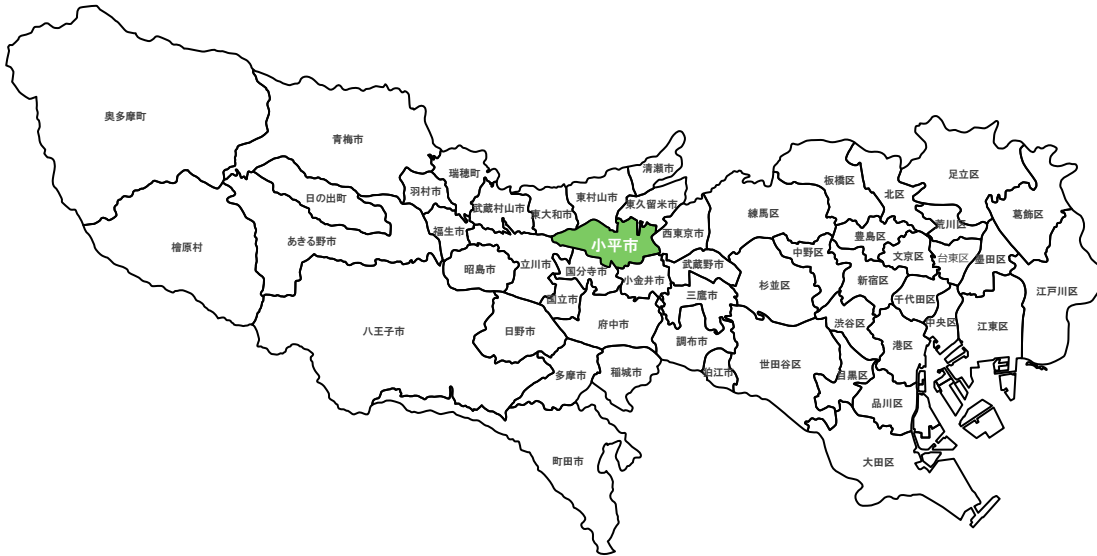 奥多摩町
青梅市
瑞穂町
清瀬市
羽村市
日の出町
武蔵村山市
東大和市
東村山市
東久留米市
板橋区
北区
足立区
檜原村
あきる野市
福生市
小平市
西東京市
練馬区
豊島区
荒川区
葛飾区
昭島市
立川市
国分寺市
小金井市
武蔵野市
中野区
文京区
台東区
墨田区
杉並区
新宿区
江戸川区
国立市
三鷹市
千代田区
八王子市
日野市
府中市
調布市
渋谷区
中央区
江東区
港区
世田谷区
多摩市
稲城市
狛江市
目黒区
品川区
町田市
大田区